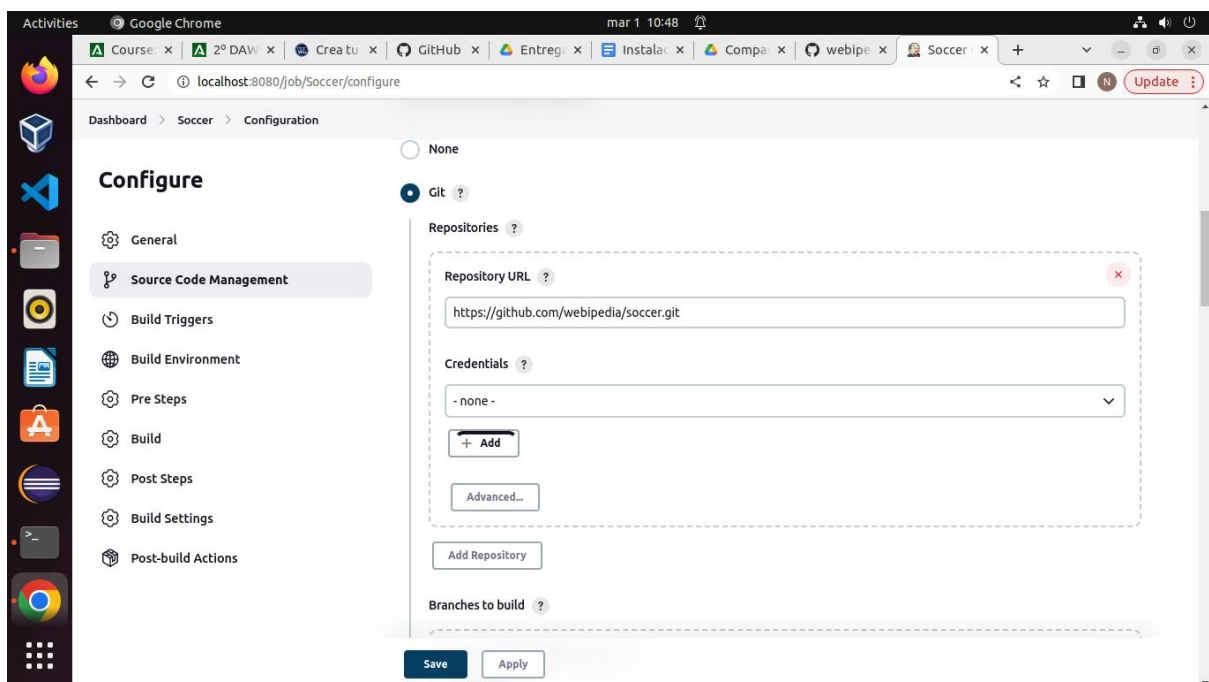 Activities Google Chrome mar 1 10:48
Course: 2º DAW Crea tu GitHub Entrega Instalac Compar webipe Soccer +
localhost:8080/job/Soccer/configure N Update
Dashboard > Soccer > Configuration
None
Configure
Git ?
Repositories ?
General
Repository URL ?
Source Code Management
https://github.com/webipedia/soccer.git
Build Triggers
Build Environment
Credentials ?
Pre Steps
- none -
Build
+ Add
Post Steps
Advanced...
Build Settings
Post-build Actions
Add Repository
Branches to build ?
Save Apply